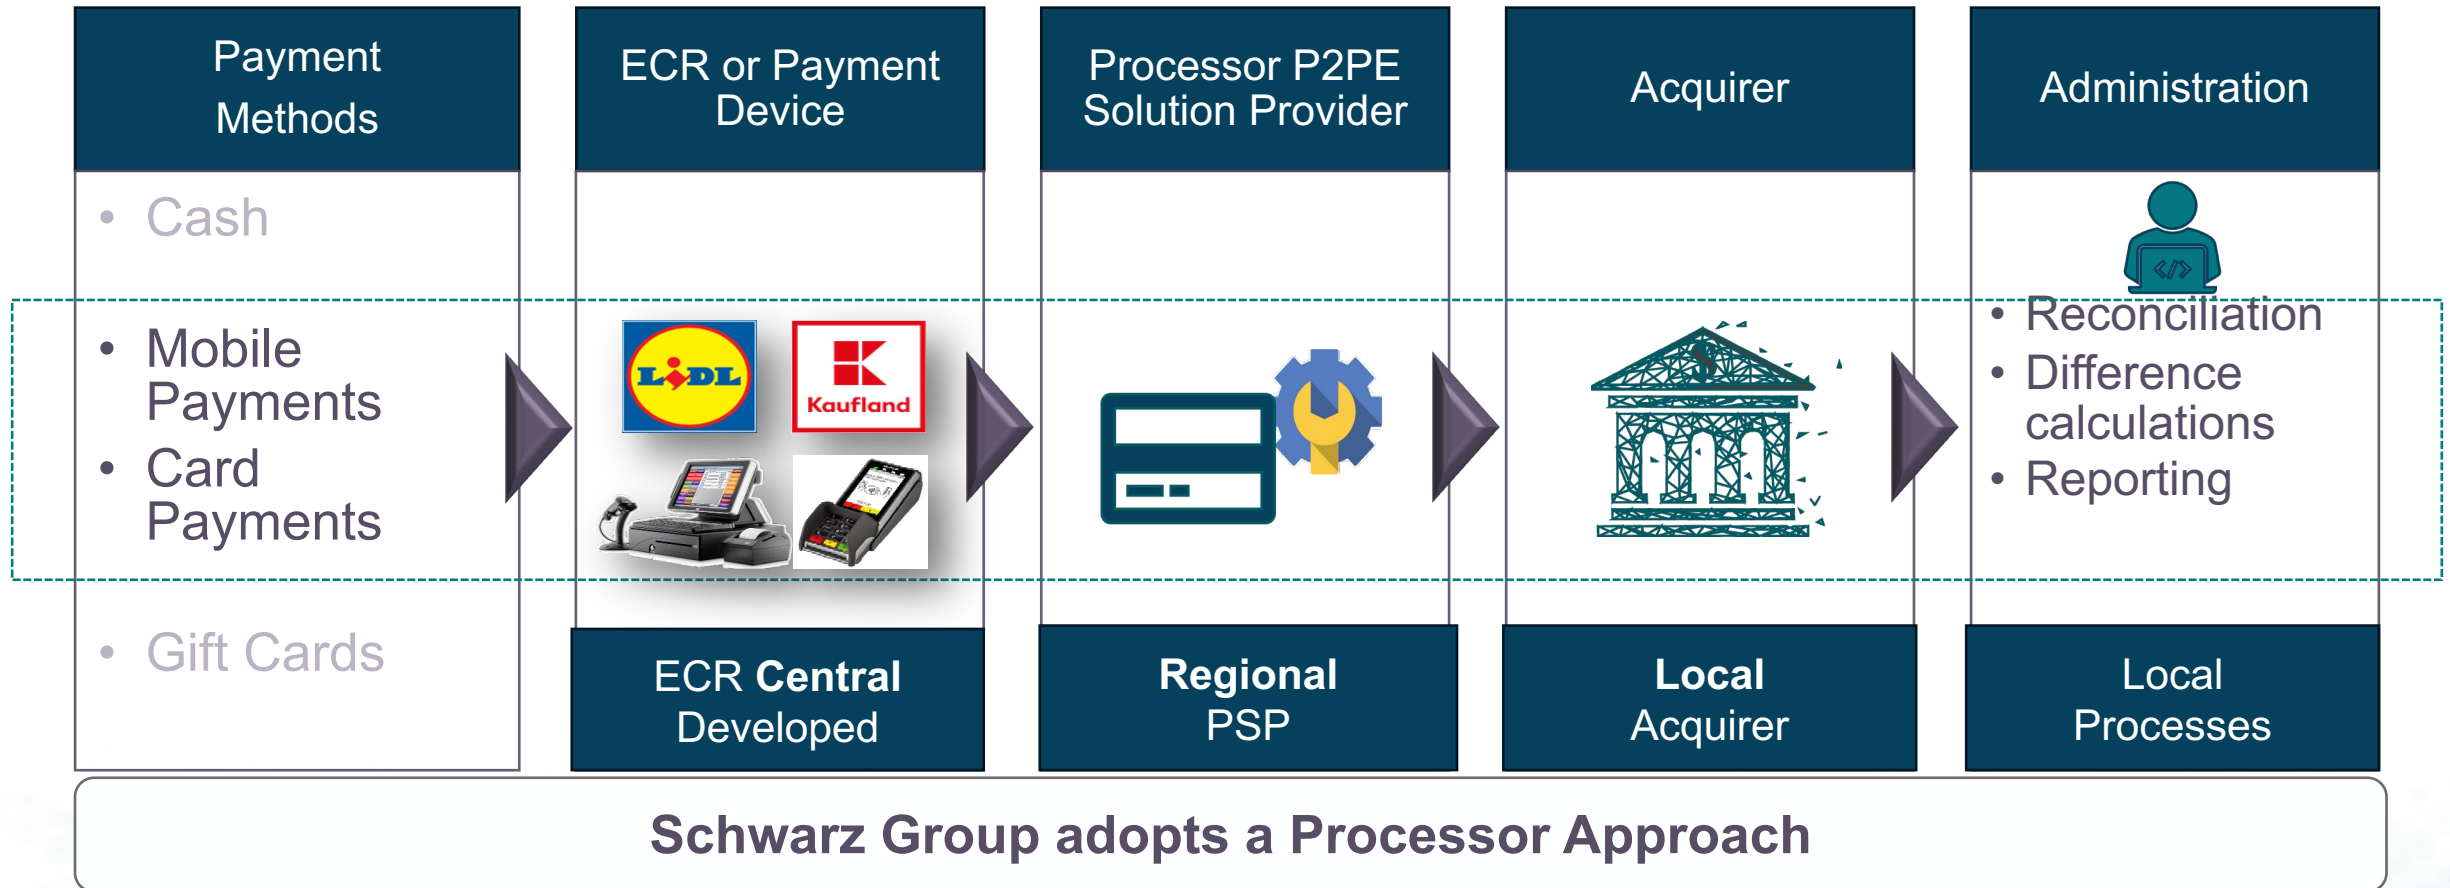 Payment
Methods
ECR or Payment
Device
Processor P2PE
Solution Provider
Acquirer
Administration
• Cash
• Mobile
Payments
• Card
Payments
• Gift Cards
LiDL
K
Kaufland
$
</>
• Reconciliation
• Difference
calculations
• Reporting
ECR Central
Developed
Regional
PSP
Local
Acquirer
Local
Processes
Schwarz Group adopts a Processor Approach